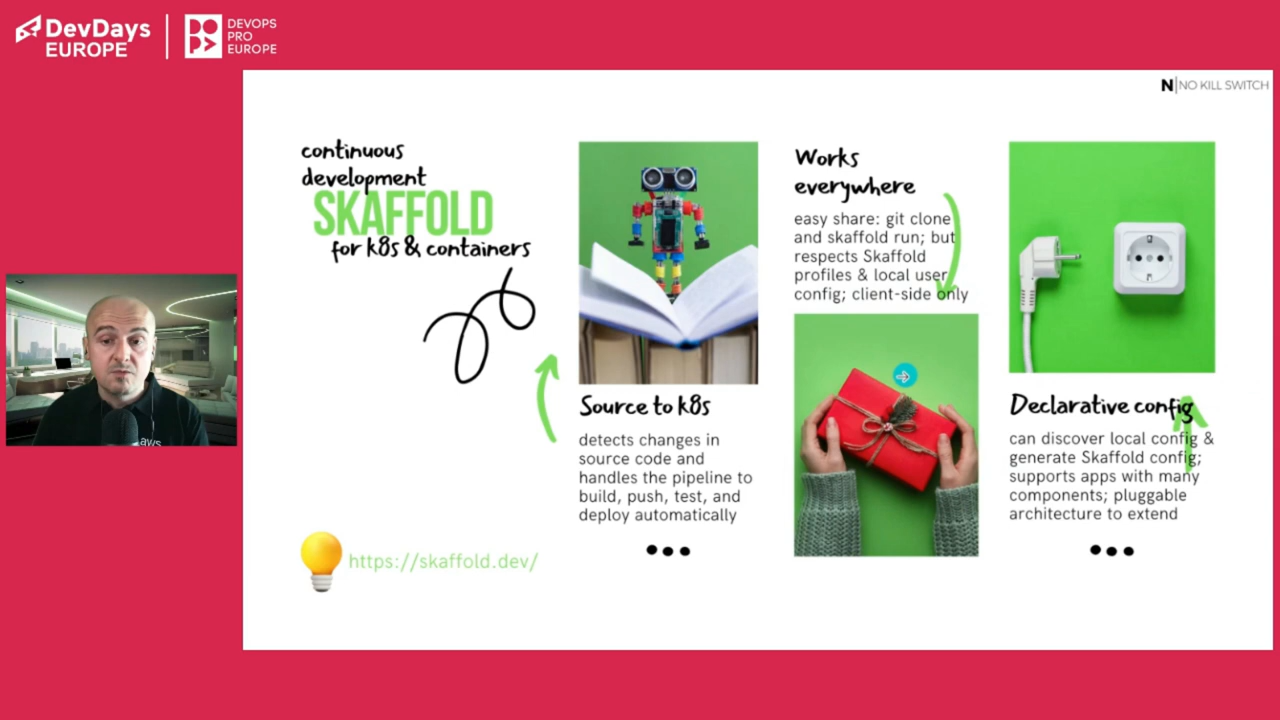 DevDays
EUROPE
DEVOPS
PRO
EUROPE
N|NO KILL SWITCH
continuous
development
SKAFFOLD
for k8s & containers
https://skaffold.dev/
Source to k8s
detects changes in
source code and
handles the pipeline to
build, push, test, and
deploy automatically
Works
everywhere
easy share: git clone
and skaffold run; but
respects Skaffold
profiles & local user
config; client-side only
Declarative config
can discover local config &
generate Skaffold config;
supports apps with many
components; pluggable
architecture to extend
aws